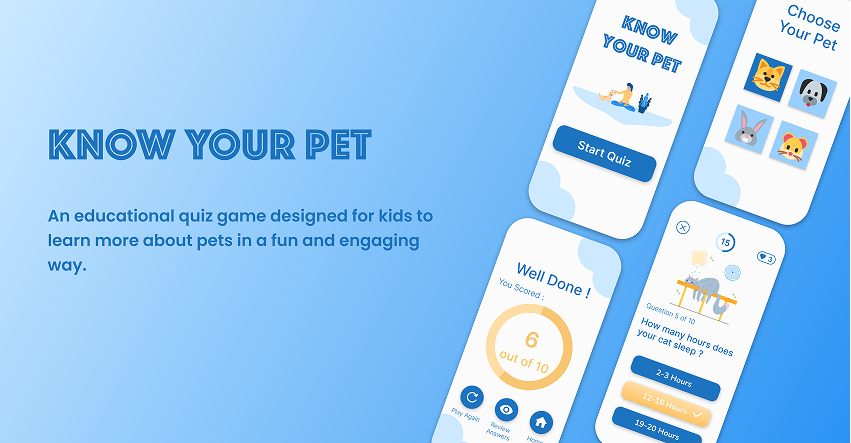 KNOW YOUR PET
An educational quiz game designed for kids to
learn more about pets in a fun and engaging
way.
KNOW
YOUR PET
Start Quiz
Choose
Your Pet
Well Done !
You Scored :
6
out of 10
Play Again
Review
Answers
Home
15
3
Question 5 of 10
How many hours does
your cat sleep ?
2-3 Hours
12-16 Hours
19-20 Hours